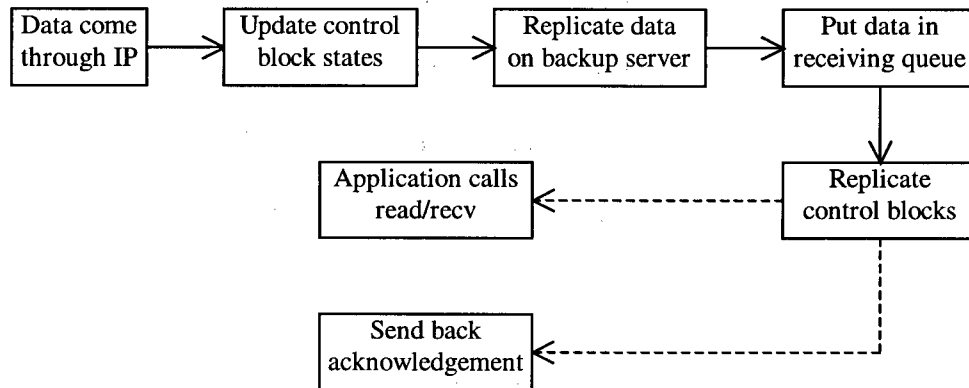 Data come
through IP
Update control
block states
Replicate data
on backup server
Put data in
receiving queue
Application calls
read/recv
Replicate
control blocks
Send back
acknowledgement